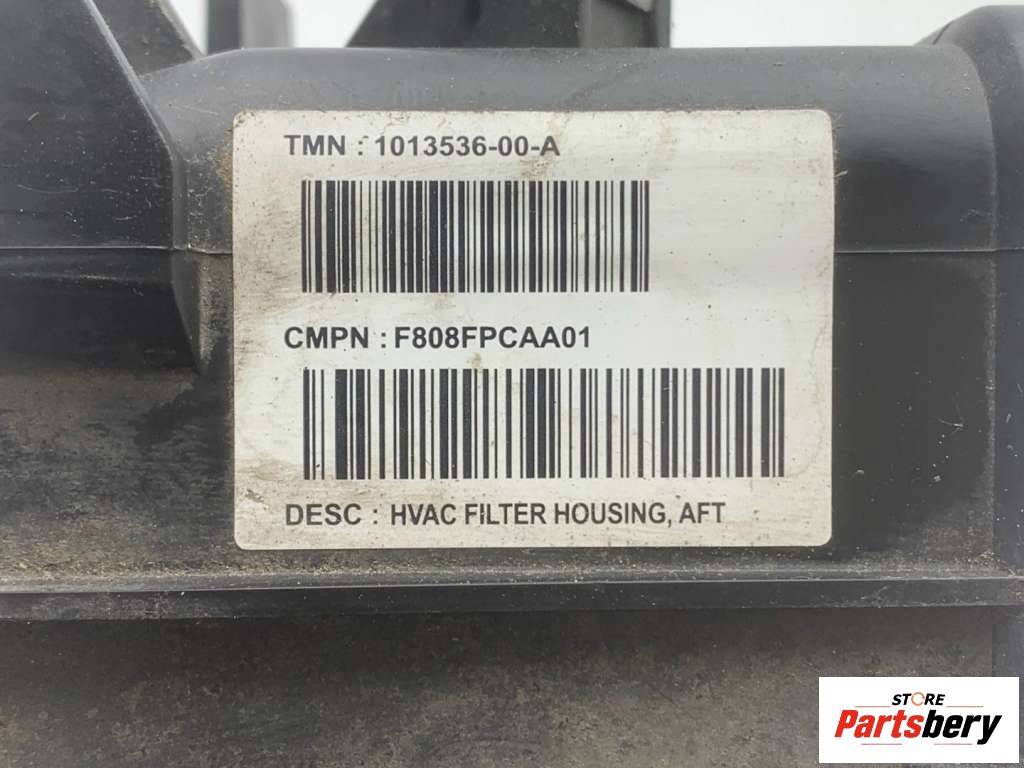 TMN : 1013536-00-A
CMPN : F808FPCAA01
DESC : HVAC FILTER HOUSING, AFT
STORE
Partsbery